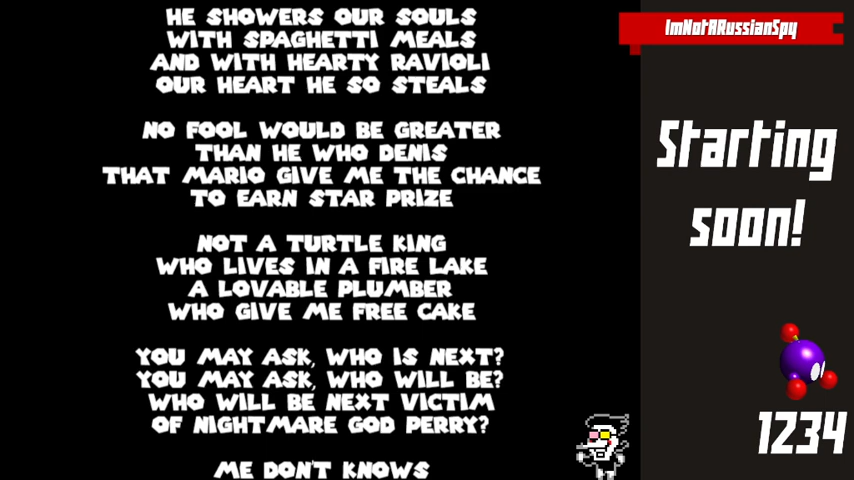 HE SHOWERS OUR SOULS
WITH SPAGHETTI MEALS
AND WITH HEARTY RAVIOLI
OUR HEART HE SO STEALS
NO FOOL WOULD BE GREATER
THAN HE WHO DENIS
THAT MARIO GIVE ME THE CHANCE
TO EARN STAR PRIZE
NOT A TURTLE KING
WHO LIVES IN A FIRE LAKE
A LOVABLE PLUMBER
WHO GIVE ME FREE CAKE
YOU MAY ASK, WHO IS NEXT?
YOU MAY ASK, WHO WILL BE?
WHO WILL BE NEXT VICTIM
OF NIGHTMARE GOD PERRY?
ME DON'T KNOWS
ImNotARussianSpy
Starting
soon!
1234